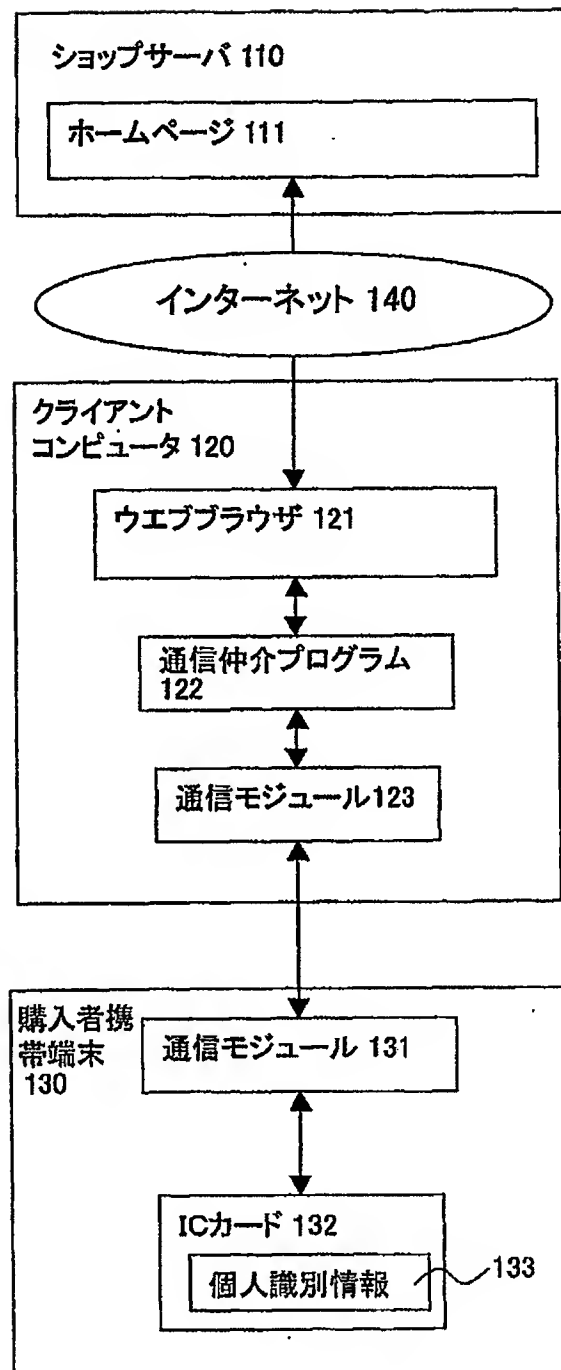 ショップサーバ 110
ホームページ 111
インターネット 140
クライアント
コンピュータ 120
ウエブブラウザ 121
通信仲介プログラム
122
通信モジュール123
購入者携
帯端末
130
通信モジュール 131
ICカード 132
個人識別情報
133